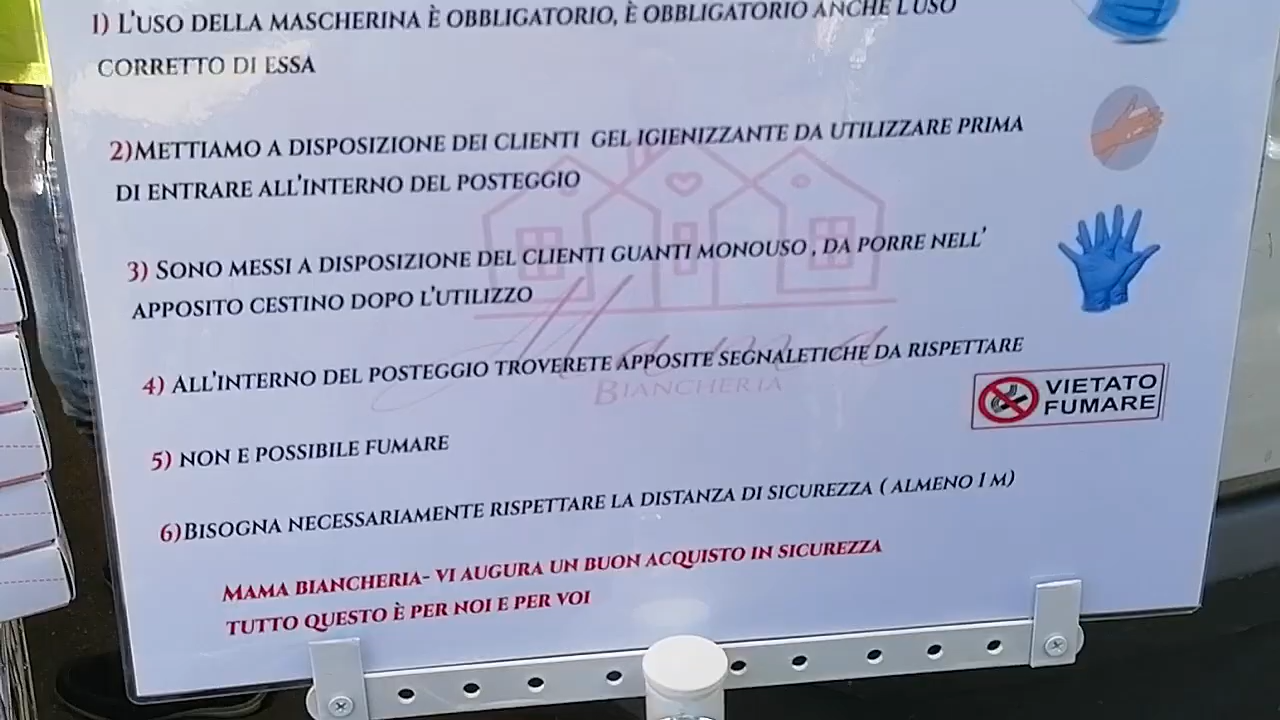 1) L'USO DELLA MASCHERINA È OBBLIGATORIO, È OBBLIGATORIO ANCHE L'USO
CORRETTO DI ESSA
2)METTIAMO A DISPOSIZIONE DEI CLIENTI GEL IGIENIZZANTE DA UTILIZZARE PRIMA
DI ENTRARE ALL'INTERNO DEL POSTEGGIO
3) SONO MESSI A DISPOSIZIONE DEL CLIENTI GUANTI MONOUSO , DA PORRE NELL'
APPOSITO CESTINO DOPO L'UTILIZZO
4) ALL'INTERNO DEL POSTEGGIO TROVERETE APPOSITE SEGNALETICHE DA RISPETTARE
Mama
BIANCHERIA
VIETATO
FUMARE
5) NON E POSSIBILE FUMARE
6)BISOGNA NECESSARIAMENTE RISPETTARE LA DISTANZA DI SICUREZZA ( ALMENO 1 M)
MAMA BIANCHERIA- VI AUGURA UN BUON ACQUISTO IN SICUREZZA
TUTTO QUESTO È PER NOI E PER VOI